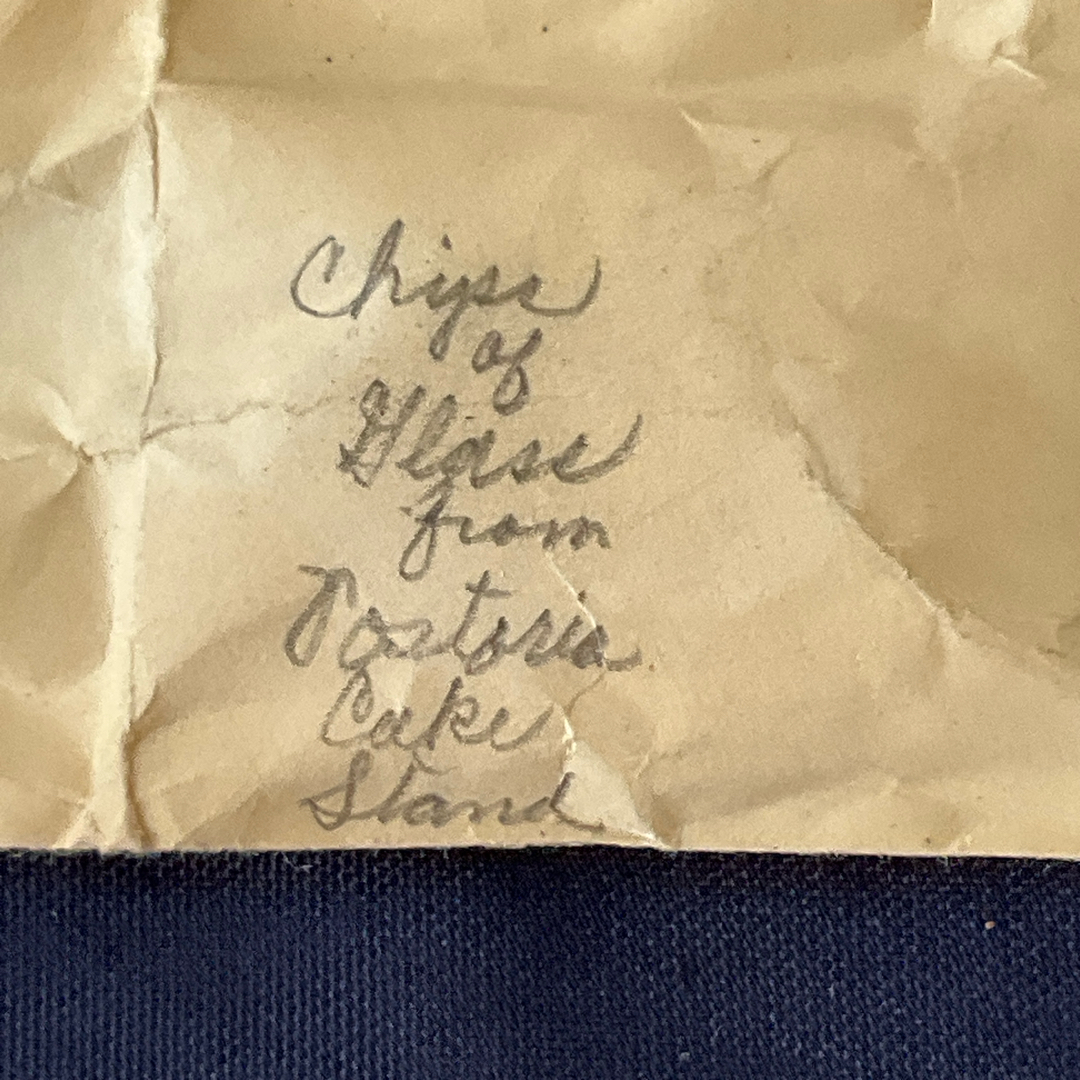 Chips
of
Glass
from
Fostoria
Cake
Stand